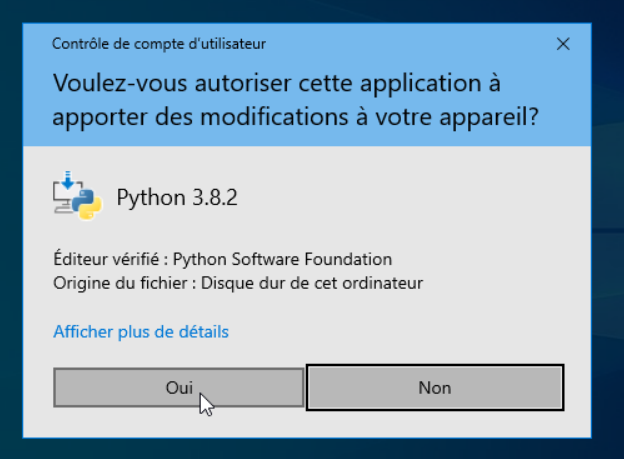 Contrôle de compte d'utilisateur
Voulez-vous autoriser cette application à
apporter des modifications à votre appareil?
Python 3.8.2
Éditeur vérifié : Python Software Foundation
Origine du fichier : Disque dur de cet ordinateur
Afficher plus de détails
Oui
Non